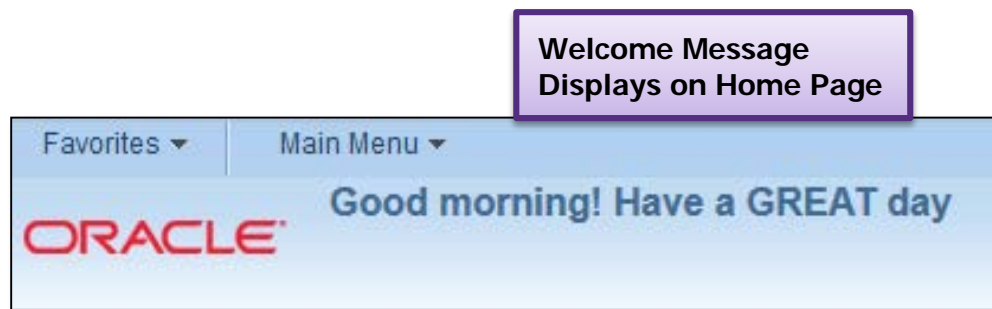 Welcome Message
Displays on Home Page
Favorites Main Menu
Good morning! Have a GREAT day
ORACLE